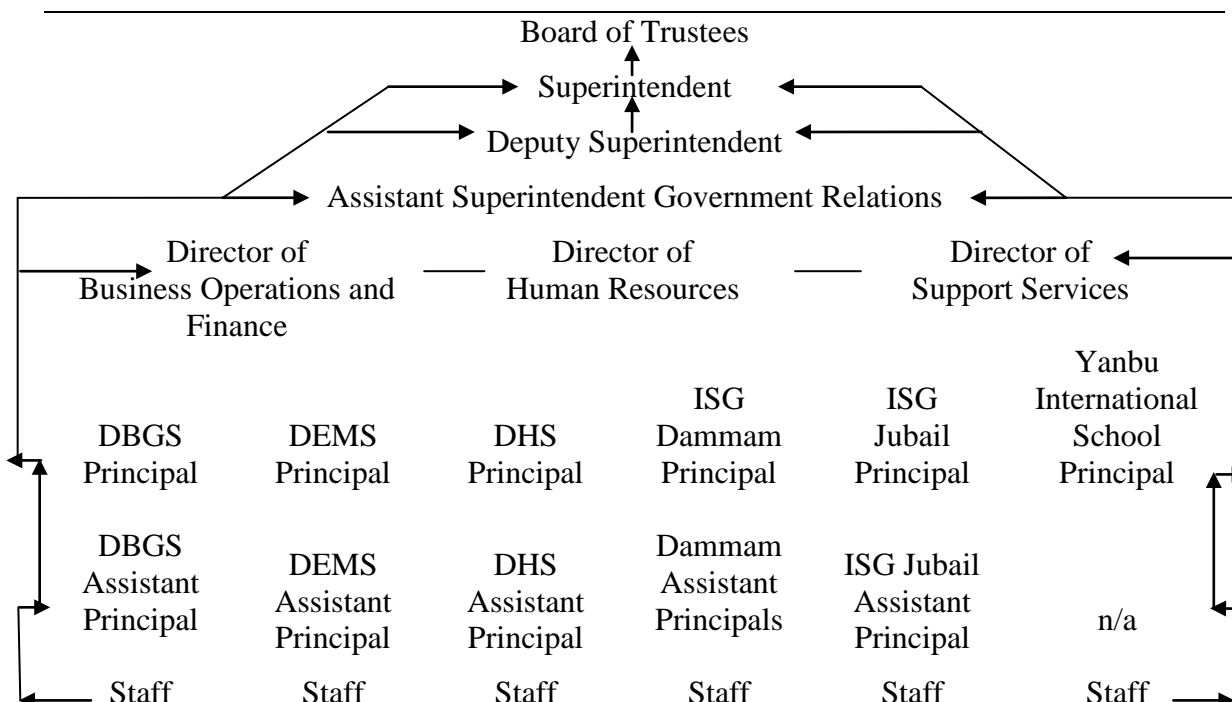 Board of Trustees
Superintendent
Deputy Superintendent
Assistant Superintendent Government Relations
Director of
Business Operations and
Finance
Director of
Human Resources
Director of
Support Services
DBGS
Principal
DEMS
Principal
DHS
Principal
ISG
Dammam
Principal
ISG
Jubail
Principal
Yanbu
International
School
Principal
DBGS
Assistant
Principal
DEMS
Assistant
Principal
DHS
Assistant
Principal
Dammam
Assistant
Principals
ISG Jubail
Assistant
Principal
n/a
Staff
Staff
Staff
Staff
Staff
Staff